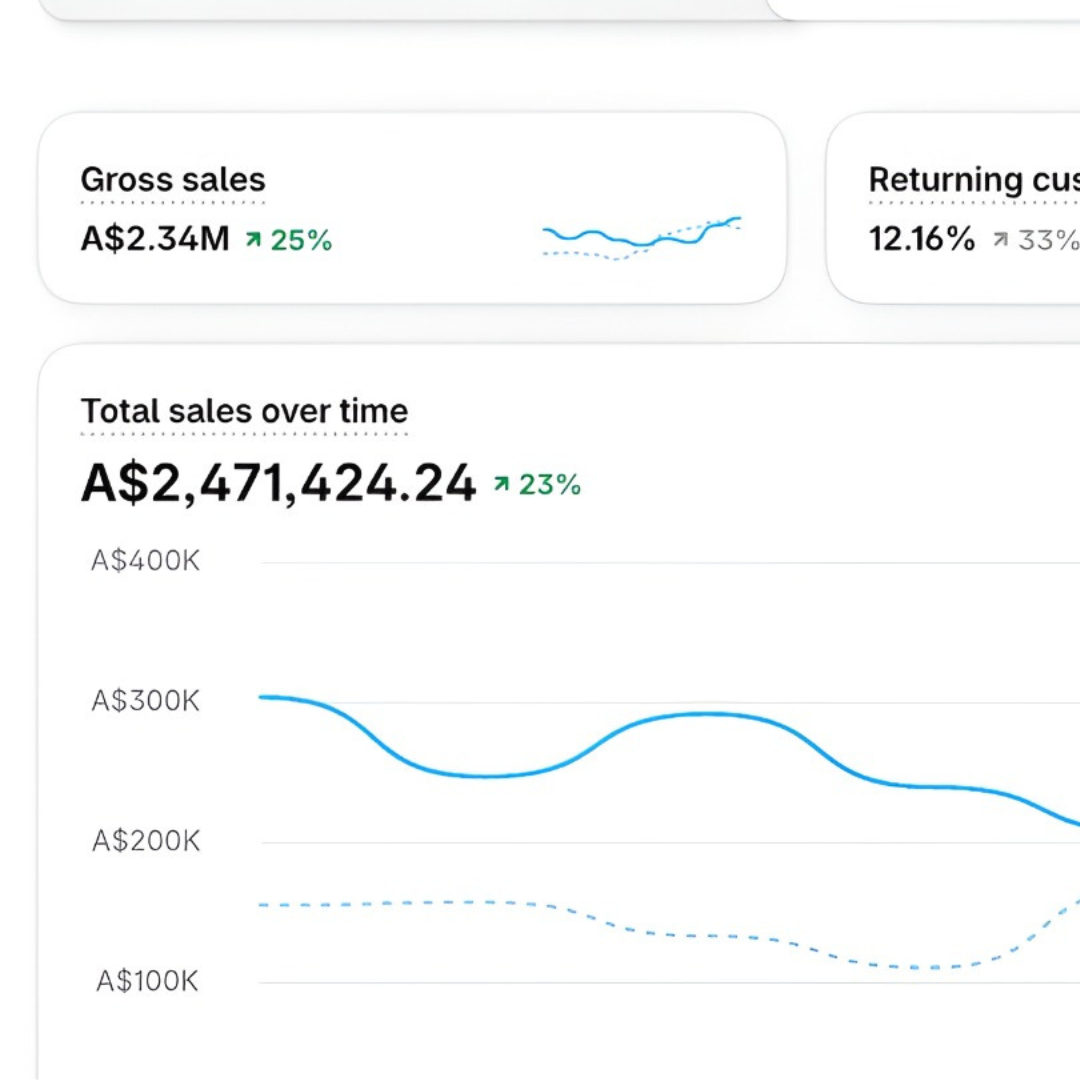 Gross sales
A$2.34M ↗ 25%
Returning
12.16% ↗ 33%
Total sales over time
A$2,471,424.24 ↗ 23%
A$400K
A$300K
A$200K
A$100K